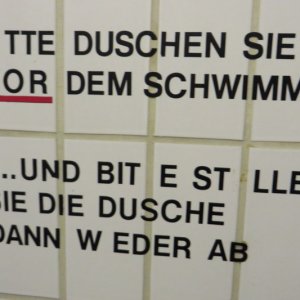 TTE DUSCHEN SIE
OR DEM SCHWIMM
...UND BIT E ST LLE
SIE DIE DUSCHE
DANN W EDER AB